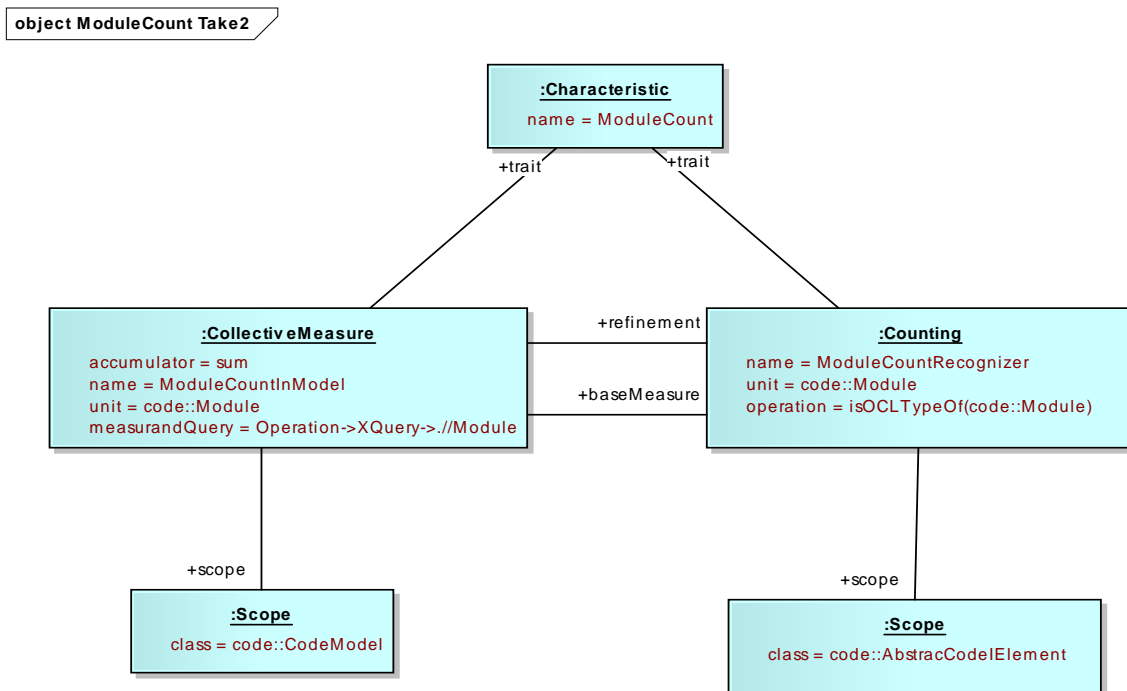 object ModuleCount Take2
:Characteristic
name = ModuleCount
+trait
+trait
:CollectiveMeasure
accumulator = sum
name = ModuleCountInModel
unit = code::Module
measurandQuery = Operation->XQuery->.//Module
+refinement
+baseMeasure
:Counting
name = ModuleCountRecognizer
unit = code::Module
operation = isOCLTypeOf(code::Module)
+scope
+scope
:Scope
class = code::CodeModel
:Scope
class = code::AbstracCodeIElement